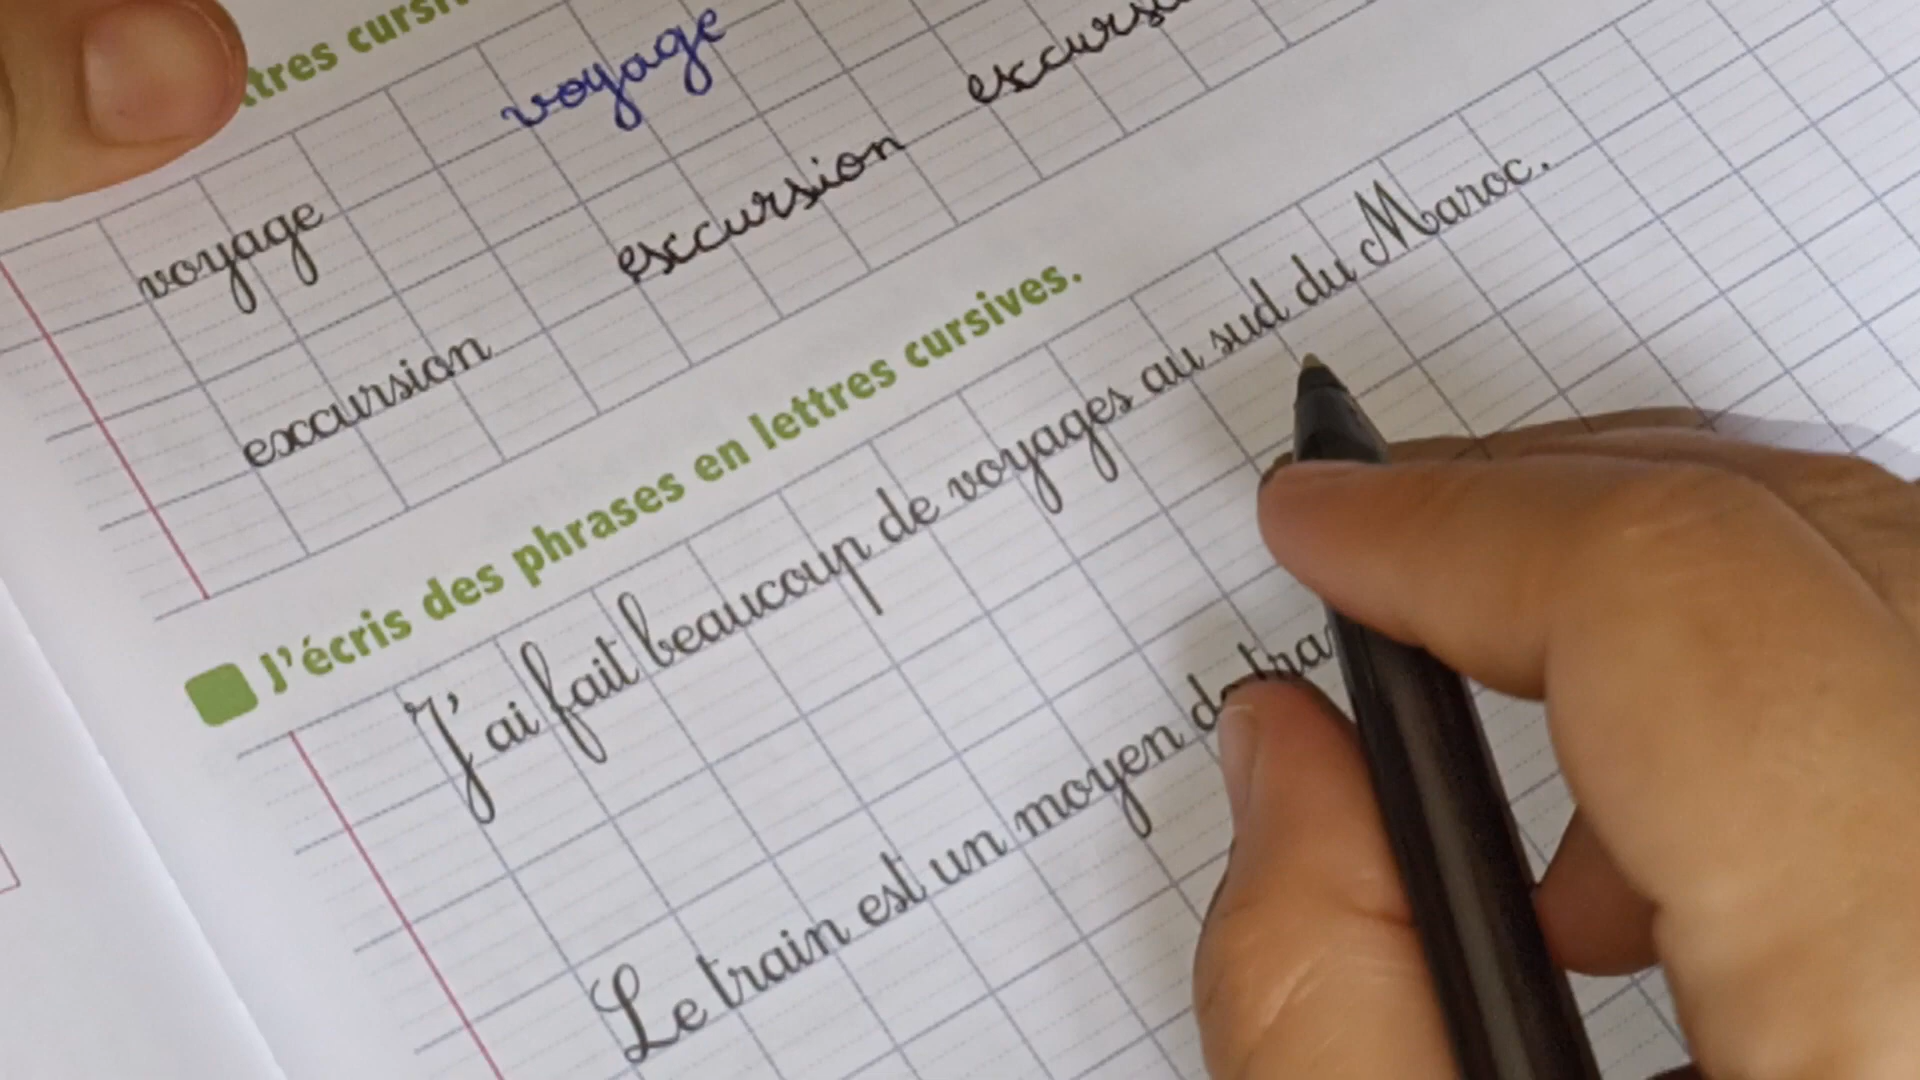 cursi
voyage voyage
excursion excursion
J'écris des phrases en lettres cursives.
J'ai fait beaucoup de voyages au sud du Maroc.
Le train est un moyen de